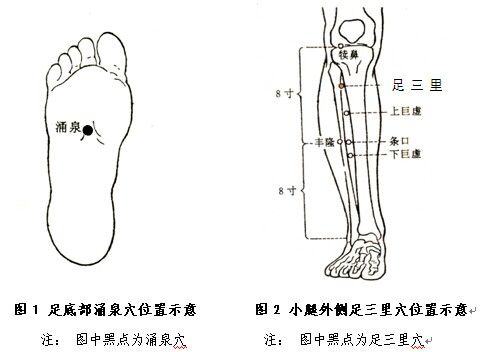 涌泉
犊鼻
8寸
足三里
上巨虚
丰隆
条口
下巨虚
8寸
图1 足底部涌泉穴位置示意
注： 图中黑点为涌泉穴
图2 小腿外侧足三里穴位置示意
注： 图中黑点为足三里穴